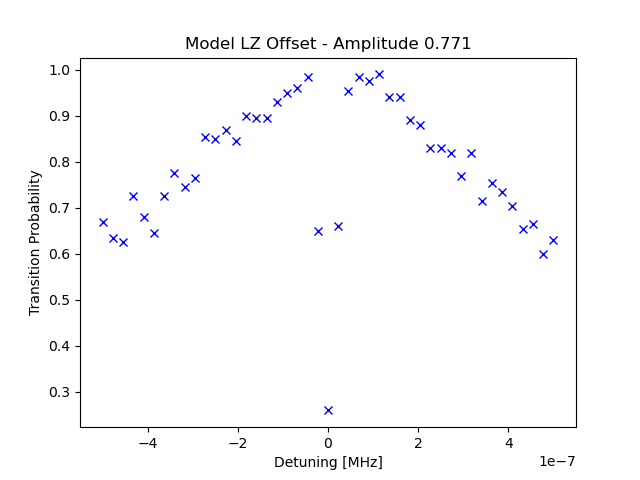 Model LZ Offset - Amplitude 0.771
Transition Probability
1.0
0.9
0.8
0.7
0.6
0.5
0.4
0.3
−4 −2 0 2 4
1e−7
Detuning [MHz]